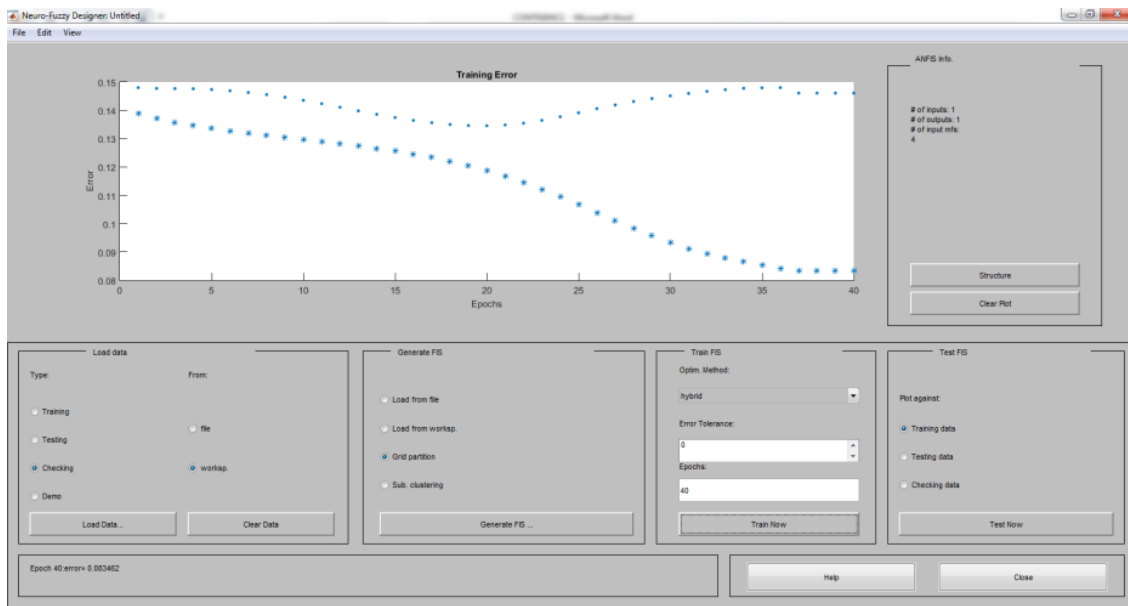 Neuro-Fuzzy Designer: Untitled
File Edit View
Training Error
0.15
0.14
0.13
0.12
0.11
0.1
0.09
0.08
Error
0 5 10 15 20 25 30 35 40
Epochs
ANFIS Info.
# of inputs: 1
# of outputs: 1
# of input mfs:
4
Structure
Clear Plot
Load data
Type:
From:
Training
Testing
Checking
Demo
file
worksp.
Load Data...
Clear Data
Generate FIS
Load from file
Load from worksp.
Grid partition
Sub. clustering
Generate FIS ...
Train FIS
Optim. Method:
hybrid
Error Tolerance:
0
Epochs:
40
Train Now
Test FIS
Plot against:
Training data
Testing data
Checking data
Test Now
Epoch 40:error= 0.083462
Help
Close